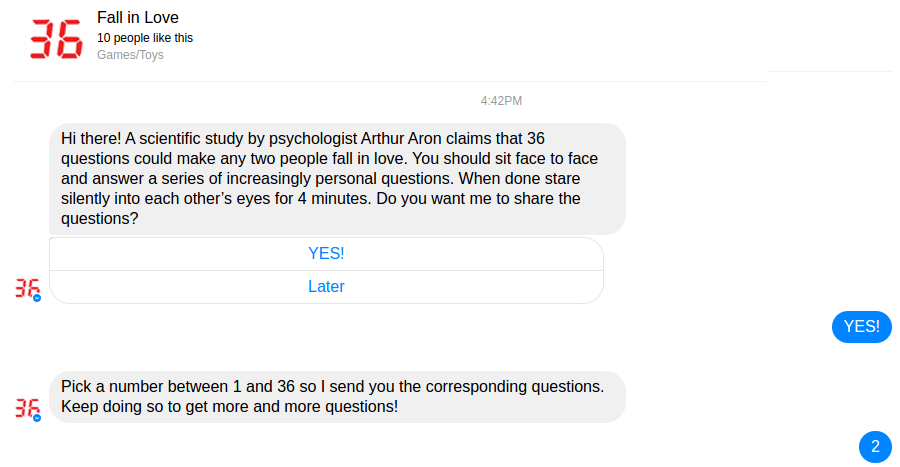 36
Fall in Love
10 people like this
Games/Toys
4:42PM
Hi there! A scientific study by psychologist Arthur Aron claims that 36
questions could make any two people fall in love. You should sit face to face
and answer a series of increasingly personal questions. When done stare
silently into each other’s eyes for 4 minutes. Do you want me to share the
questions?
YES!
36
Later
YES!
Pick a number between 1 and 36 so I send you the corresponding questions.
Keep doing so to get more and more questions!
36
2